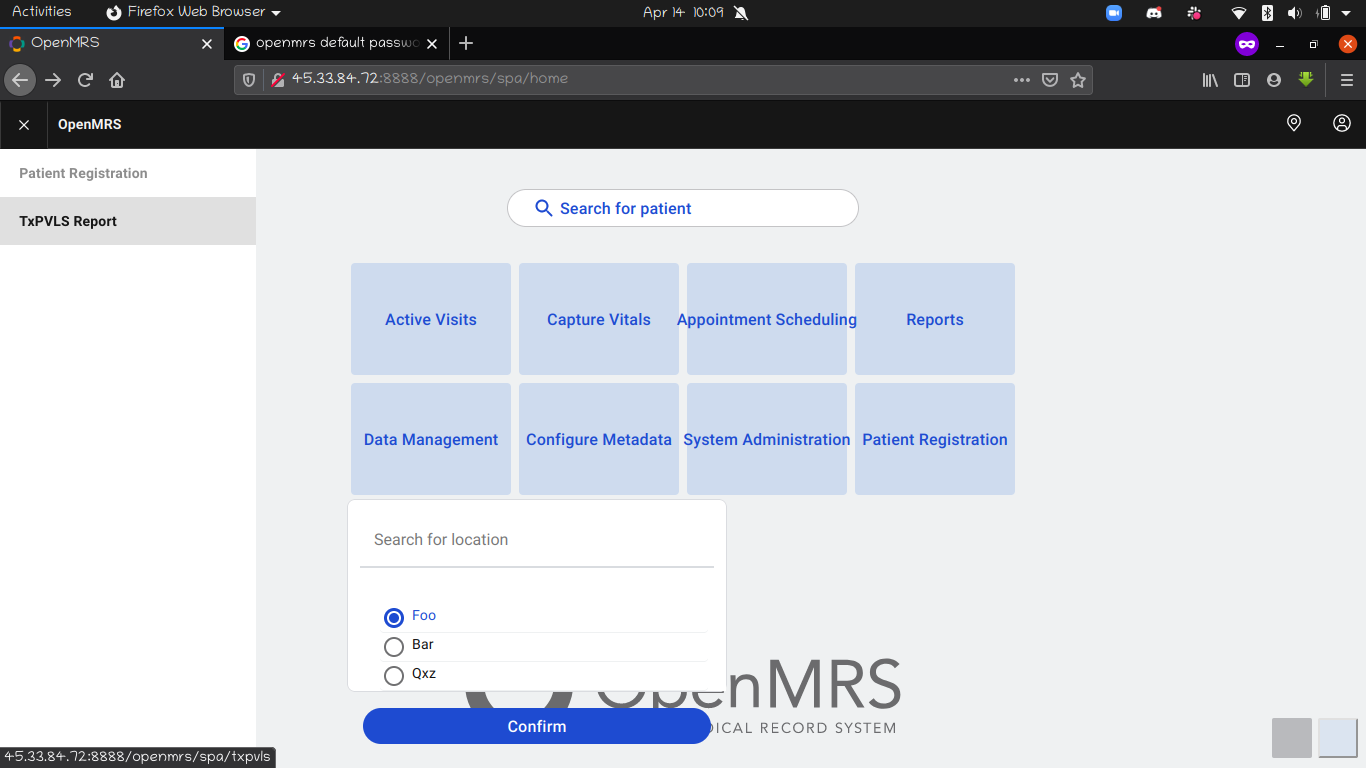 Activities Firefox Web Browser Apr 14 10:09
OpenMRS openmrs default passwo
45.33.84.72:8888/openmrs/spa/home
OpenMRS
Patient Registration
TxPVLS Report
Search for patient
Active Visits Capture Vitals Appointment Scheduling Reports
Data Management Configure Metadata System Administration Patient Registration
Search for location
Foo
Bar
Qxz
OpenMRS
DICAL RECORD SYSTEM
Confirm
45.33.84.72:8888/openmrs/spa/txpvls